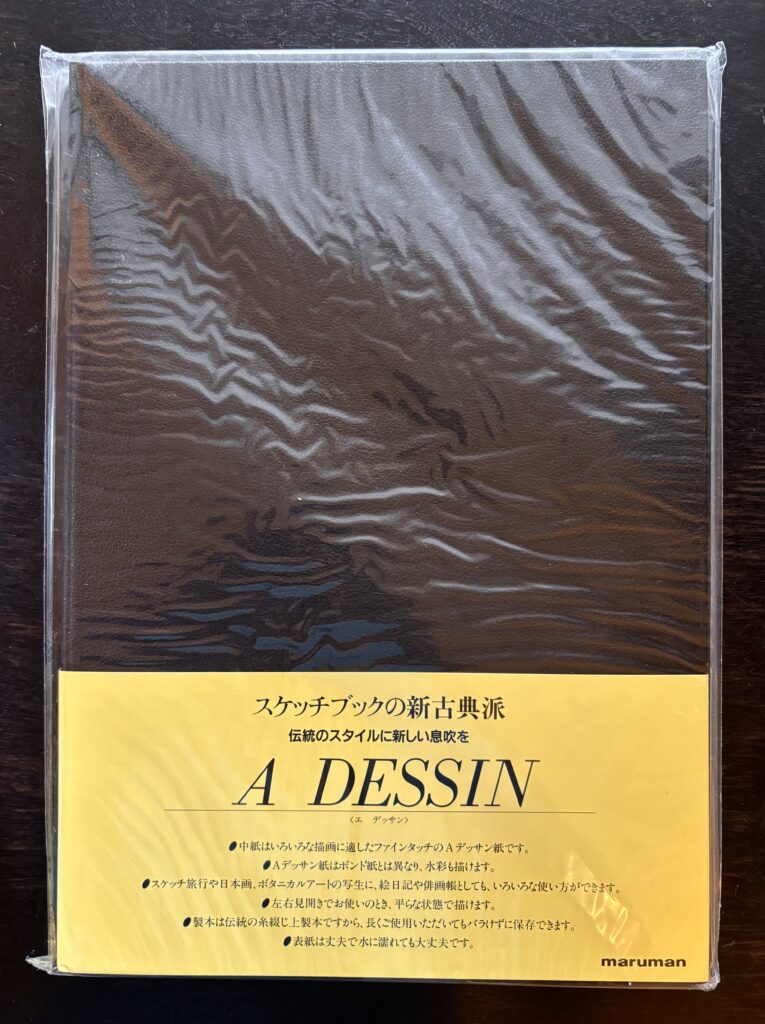 スケッチブックの新古典派
伝統のスタイルに新しい息吹を
A DESSIN
〈エ デッサン〉
●中紙はいろいろな描画に適したファインタッチのAデッサン紙です。
●Aデッサン紙はボンド紙とは異なり、水彩も描けます。
●スケッチ旅行や日本画、ボタニカルアートの写生に、絵日記や俳画帳としても、いろいろな使い方ができます。
●左右見開きでお使いのとき、平らな状態で描けます。
●製本は伝統の糸綴じ上製本ですから、長くご使用いただいてもバラけずに保存できます。
●表紙は丈夫で水に濡れても大丈夫です。
maruman